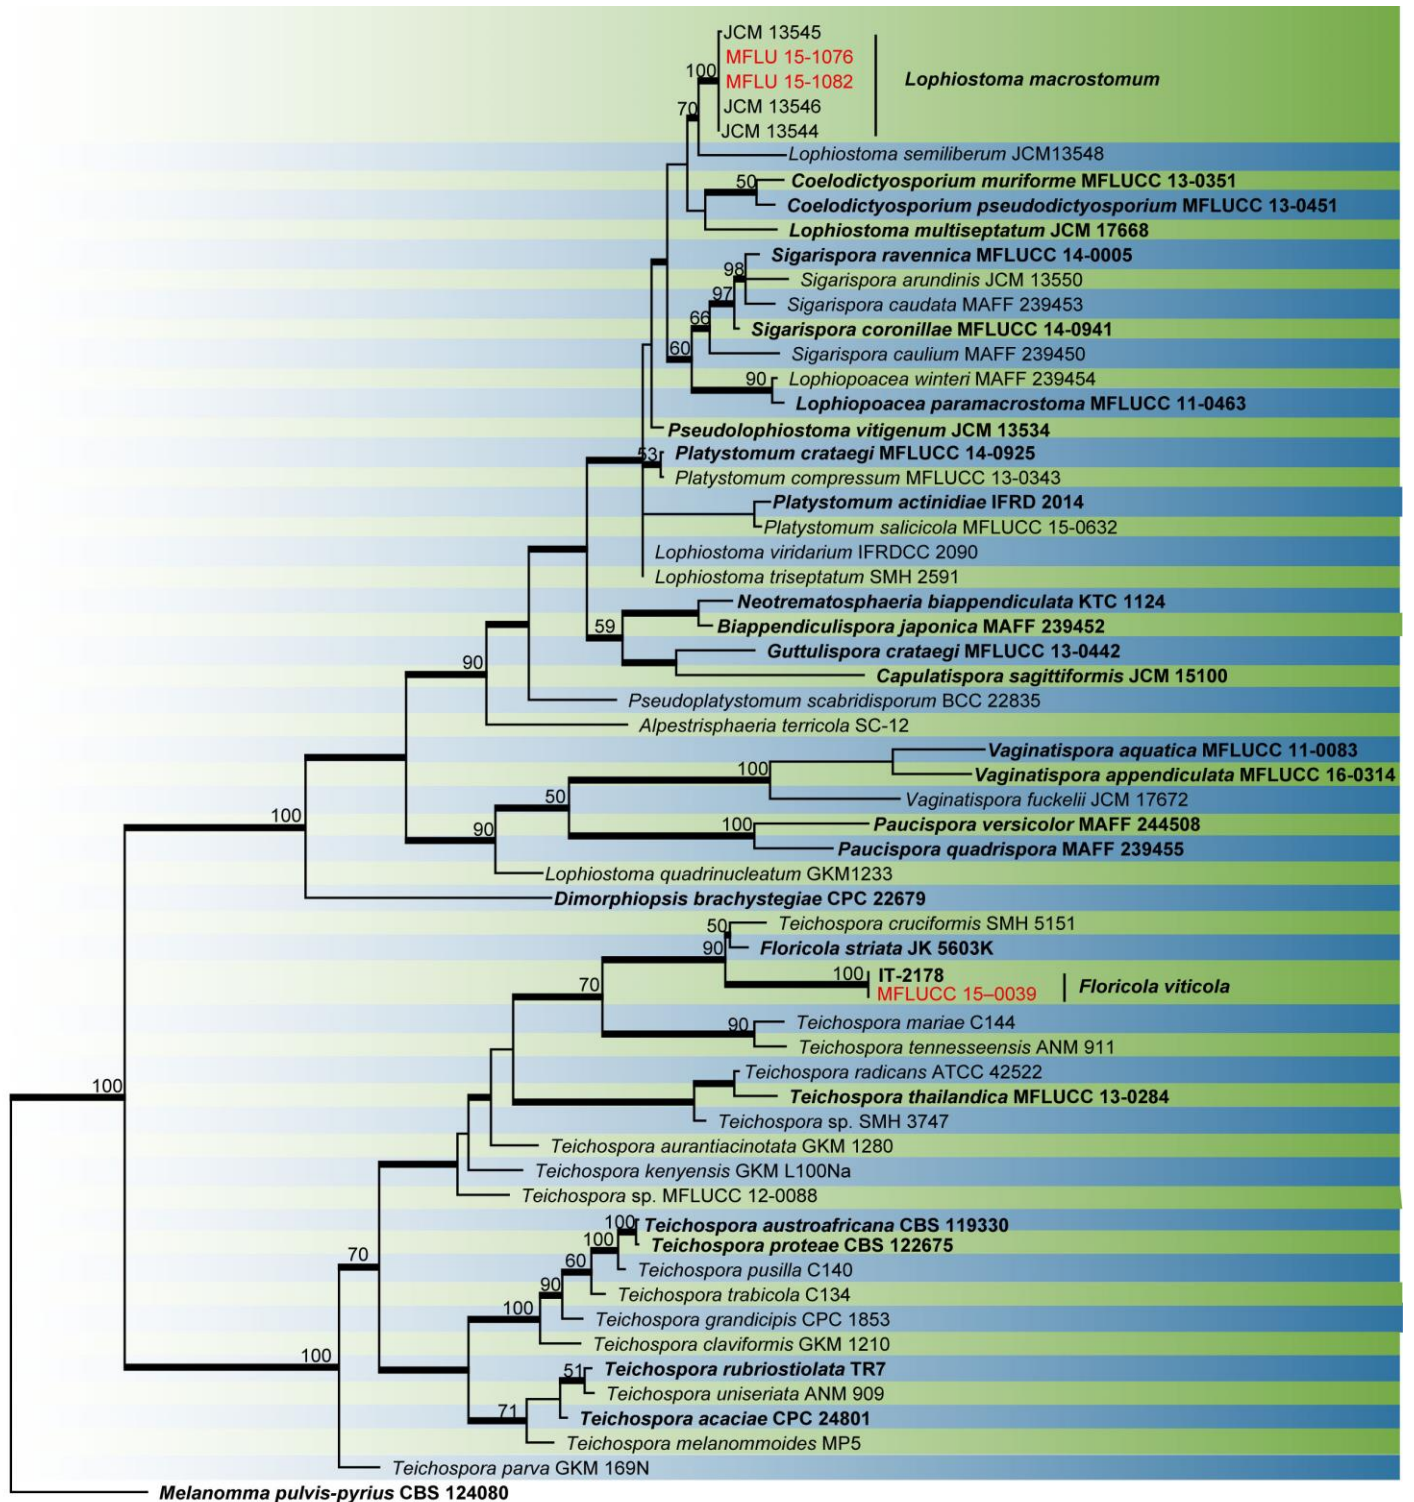 JCM 13545
MFLU 15-1076
100
MFLU 15-1082
Lophiostoma macrostomum
70
JCM 13546
JCM 13544
Lophiostoma semiliberum JCM13548
50
Coelodictyosporium muriforme MFLUCC 13-0351
Coelodictyosporium pseudodictyosporium MFLUCC 13-0451
Lophiostoma multiseptatum JCM 17668
Sigarispora ravennica MFLUCC 14-0005
98
Sigarispora arundinis JCM 13550
97
Sigarispora caudata MAFF 239453
66
Sigarispora coronillae MFLUCC 14-0941
60
Sigarispora caulium MAFF 239450
90
Lophiopoacea winteri MAFF 239454
Lophiopoacea paramacrostoma MFLUCC 11-0463
Pseudolophiostoma vitigenum JCM 13534
53
Platystomum crataegi MFLUCC 14-0925
Platystomum compressum MFLUCC 13-0343
Platystomum actinidiae IFRD 2014
Platystomum salicicola MFLUCC 15-0632
Lophiostoma viridarium IFRDCC 2090
Lophiostoma triseptatum SMH 2591
Neotrematosphaeria biappendiculata KTC 1124
59
Biappendiculispora japonica MAFF 239452
Guttulispora crataegi MFLUCC 13-0442
90
Capulatispora sagittiformis JCM 15100
Pseudoplatystomum scabridisporum BCC 22835
Alpestrisphaeria terricola SC-12
Vaginatispora aquatica MFLUCC 11-0083
100
Vaginatispora appendiculata MFLUCC 16-0314
50
Vaginatispora fuckelii JCM 17672
100
100
Paucispora versicolor MAFF 244508
90
Paucispora quadrispora MAFF 239455
Lophiostoma quadrinucleatum GKM1233
Dimorphiopsis brachystegiae CPC 22679
50
Teichospora cruciformis SMH 5151
90
Floricola striata JK 5603K
100
IT-2178
70
MFLUCC 15–0039
Floricola viticola
90
Teichospora mariae C144
Teichospora tennesseensis ANM 911
Teichospora radicans ATCC 42522
100
Teichospora thailandica MFLUCC 13-0284
Teichospora sp. SMH 3747
Teichospora aurantiacinotata GKM 1280
Teichospora kenyensis GKM L100Na
Teichospora sp. MFLUCC 12-0088
100
Teichospora austroafricana CBS 119330
100
Teichospora proteae CBS 122675
70
60
Teichospora pusilla C140
90
Teichospora trabicola C134
100
Teichospora grandicipis CPC 1853
Teichospora claviformis GKM 1210
100
51
Teichospora rubriostiolata TR7
Teichospora uniseriata ANM 909
71
Teichospora acaciae CPC 24801
Teichospora melanommoides MP5
Teichospora parva GKM 169N
Melanomma pulvis-pyrius CBS 124080